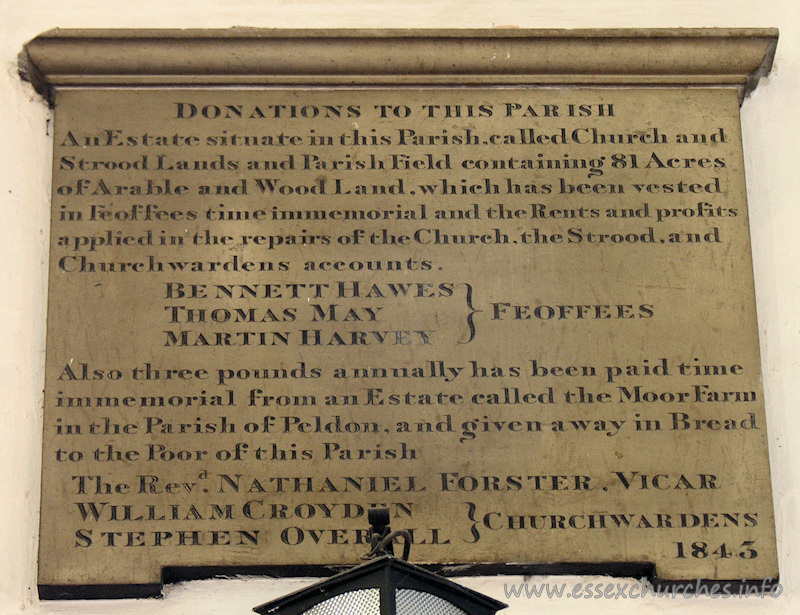 DONATIONS TO THIS PARISH
An Estate situate in this Parish, called Church and
Strood Lands and Parish Field containing 81 Acres
of Arable and Wood Land, which has been vested
in Feoffees time immemorial and the Rents and profits
applied in the repairs of the Church, the Strood, and
Churchwardens accounts.
BENNETT HAWES
THOMAS MAY } FEOFFEES
MARTIN HARVEY
Also three pounds annually has been paid time
immemorial from an Estate called the Moor Farm
in the Parish of Peldon, and given away in Bread
to the Poor of this Parish
The Revd. NATHANIEL FORSTER, VICAR
WILLIAM CROYDEN
STEPHEN } CHURCHWARDENS
1843
www.essexchurches.info